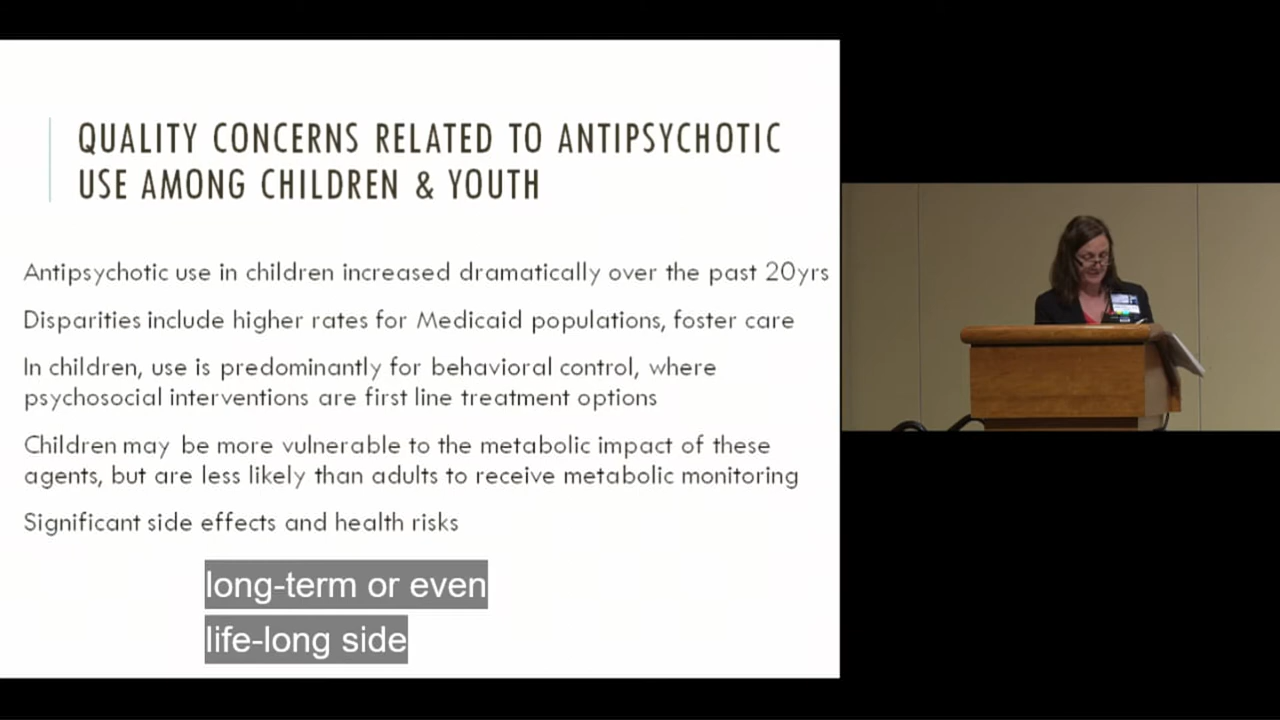 QUALITY CONCERNS RELATED TO ANTIPSYCHOTIC
USE AMONG CHILDREN & YOUTH
Antipsychotic use in children increased dramatically over the past 20yrs
Disparities include higher rates for Medicaid populations, foster care
In children, use is predominantly for behavioral control, where
psychosocial interventions are first line treatment options
Children may be more vulnerable to the metabolic impact of these
agents, but are less likely than adults to receive metabolic monitoring
Significant side effects and health risks
long-term or even
life-long side